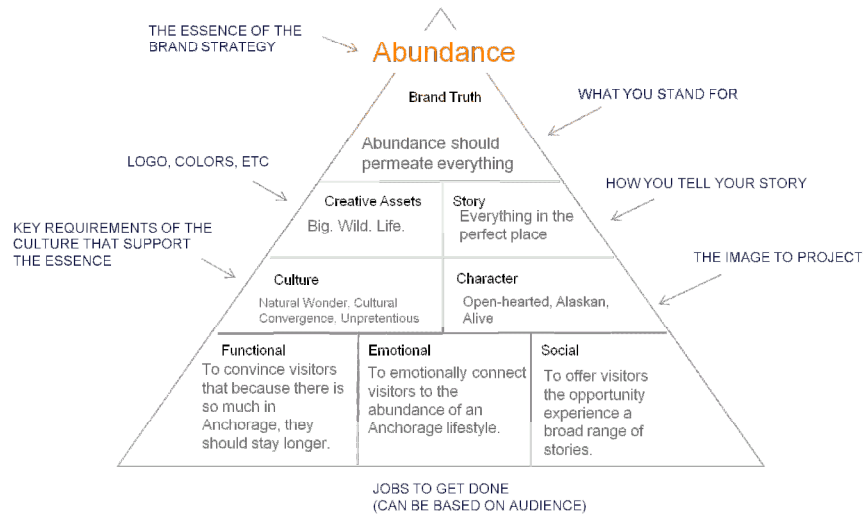 THE ESSENCE OF THE
BRAND STRATEGY
Abundance
Brand Truth
WHAT YOU STAND FOR
Abundance should
permeate everything
LOGO, COLORS, ETC
Creative Assets
Big. Wild. Life.
Story
Everything in the
perfect place
HOW YOU TELL YOUR STORY
KEY REQUIREMENTS OF THE
CULTURE THAT SUPPORT
THE ESSENCE
Culture
Natural Wonder, Cultural
Convergence, Unpretentious
Character
Open-hearted, Alaskan,
Alive
THE IMAGE TO PROJECT
Functional
To convince visitors
that because there is
so much in
Anchorage, they
should stay longer.
Emotional
To emotionally connect
visitors to the
abundance of an
Anchorage lifestyle.
Social
To offer visitors
the opportunity
experience a
broad range of
stories.
JOBS TO GET DONE
(CAN BE BASED ON AUDIENCE)